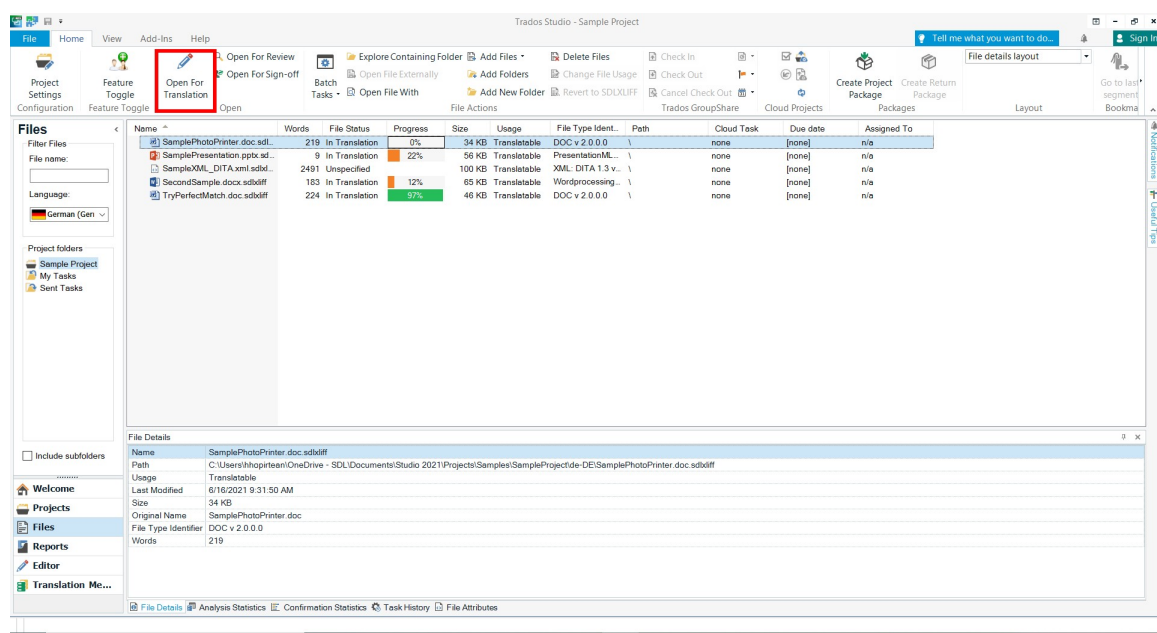 Trados Studio - Sample Project
File Home View Add-Ins Help Tell me what you want to do... Sign In
Project Settings
Feature Toggle
Open For Translation
Open For Review
Open For Sign-off
Batch Tasks
Explore Containing Folder
Open File Externally
Open File With
Add Files
Add Folders
Add New Folder
Delete Files
Change File Usage
Revert to SDLXLIFF
Check In
Check Out
Cancel Check Out
Create Project Package
Create Return Package
File details layout
Go to last segment
Configuration Feature Toggle Open File Actions Trados GroupShare Cloud Projects Packages Layout Bookma
Files
Filter Files
File name:
Language:
German (Gen
Project folders
Sample Project
My Tasks
Sent Tasks
Include subfolders
Welcome
Projects
Files
Reports
Editor
Translation Me...
Name Words File Status Progress Size Usage File Type Ident... Path Cloud Task Due date Assigned To
SamplePhotoPrinter.doc.sdl... 219 In Translation 0% 34 KB Translatable DOC v 2.0.0.0 \ none [none] n/a
SamplePresentation.pptx.sd... 9 In Translation 22% 56 KB Translatable PresentationML... \ none [none] n/a
SampleXML_DITA.xml.sdlxl... 2491 Unspecified 100 KB Translatable XML: DITA 1.3 v... \ none [none] n/a
SecondSample.docx.sdlxliff 183 In Translation 12% 65 KB Translatable Wordprocessing... \ none [none] n/a
TryPerfectMatch.doc.sdlxliff 224 In Translation 97% 46 KB Translatable DOC v 2.0.0.0 \ none [none] n/a
File Details
Name SamplePhotoPrinter.doc.sdlxliff
Path C:\Users\hhopirtean\OneDrive - SDL\Documents\Studio 2021\Projects\Samples\SampleProject\de-DE\SamplePhotoPrinter.doc.sdlxliff
Usage Translatable
Last Modified 6/16/2021 9:31:50 AM
Size 34 KB
Original Name SamplePhotoPrinter.doc
File Type Identifier DOC v 2.0.0.0
Words 219
File Details Analysis Statistics Confirmation Statistics Task History File Attributes
Notifications
Useful Tips